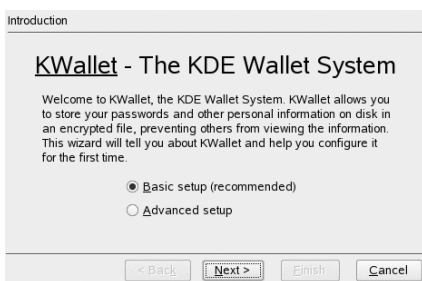 Introduction
KWallet - The KDE Wallet System
Welcome to KWallet, the KDE Wallet System. KWallet allows you
to store your passwords and other personal information on disk in
an encrypted file, preventing others from viewing the information.
This wizard will tell you about KWallet and help you configure it
for the first time.
Basic setup (recommended)
Advanced setup
< Back Next > Finish Cancel